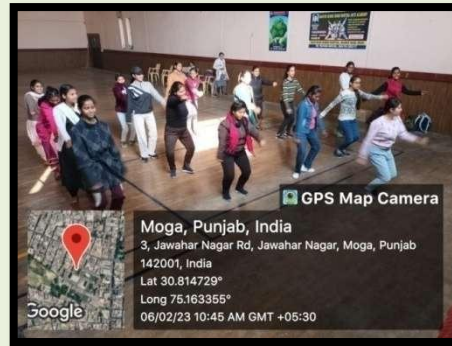 GPS Map Camera
Moga, Punjab, India
3, Jawahar Nagar Rd, Jawahar Nagar, Moga, Punjab
142001, India
Lat 30.814729°
Long 75.163355°
06/02/23 10:45 AM GMT +05:30
Google